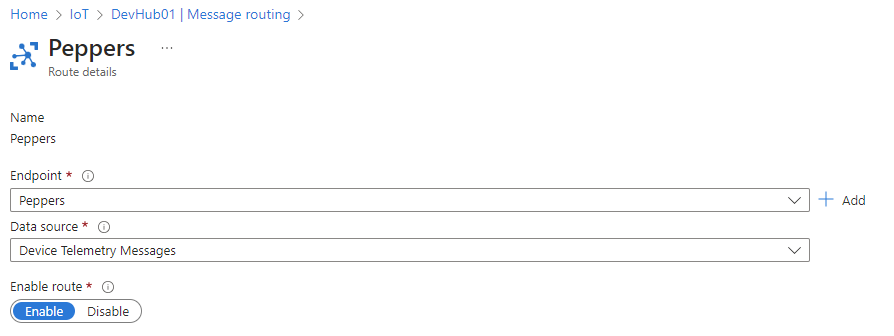 Home > IoT > DevHub01 | Message routing >
Peppers ...
Route details
Name
Peppers
Endpoint *
Peppers
Add
Data source *
Device Telemetry Messages
Enable route *
Enable Disable